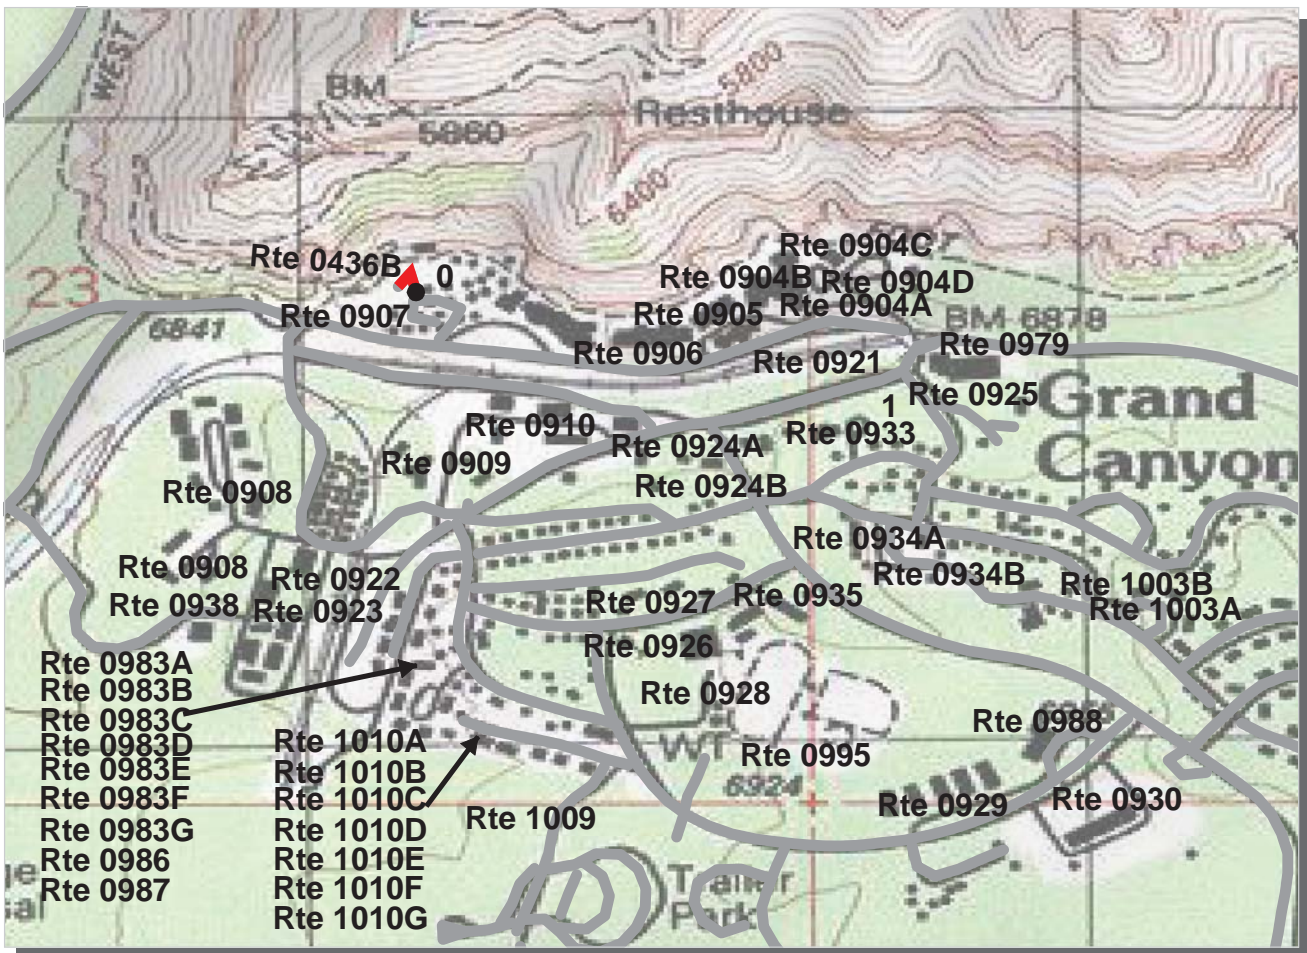 WEST
BM
5860
Resthouse
5800
6400
23
6841
Rte 0436B
0
Rte 0907
Rte 0904C
Rte 0904B
Rte 0904D
Rte 0904A
Rte 0905
BM 6878
Rte 0906
Rte 0921
Rte 0979
Rte 0925
Grand
Canyon
1
Rte 0933
Rte 0910
Rte 0924A
Rte 0909
Rte 0924B
Rte 0908
Rte 0934A
Rte 0908
Rte 0922
Rte 0934B
Rte 1003B
Rte 0938
Rte 0923
Rte 0927
Rte 0935
Rte 1003A
Rte 0926
Rte 0928
Rte 0988
WT
Rte 0995
6924
Rte 0929
Rte 0930
Rte 1009
Trailer
Park
Rte 0983A
Rte 0983B
Rte 0983C
Rte 0983D
Rte 0983E
Rte 0983F
Rte 0983G
Rte 0986
Rte 0987
Rte 1010A
Rte 1010B
Rte 1010C
Rte 1010D
Rte 1010E
Rte 1010F
Rte 1010G